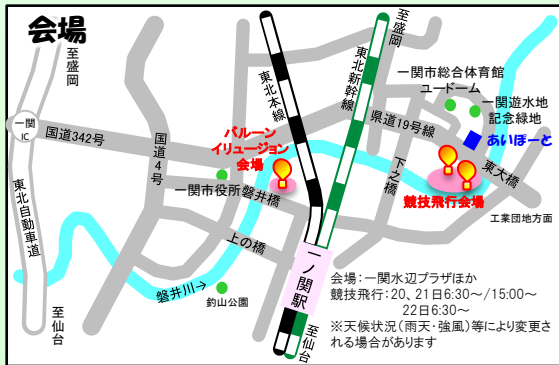 会場
至盛岡
一関
IC
東北自動車道
至仙台
国道342号
至盛岡
国道4号
一関市役所
磐井橋
上の橋
磐井川→
釣山公園
バルーン
イリュージョン
会場
東北本線
至盛岡
東北新幹線
一ノ関駅
至仙台
一関市総合体育館
ユードーム
一関遊水地
記念緑地
県道19号線
あいぽーと
下之橋
東大橋
競技飛行会場
工業団地方面
会場:一関水辺プラザほか
競技飛行:20、21日6:30~/15:00~
22日6:30~
※天候状況(雨天・強風)等により変更さ
れる場合があります